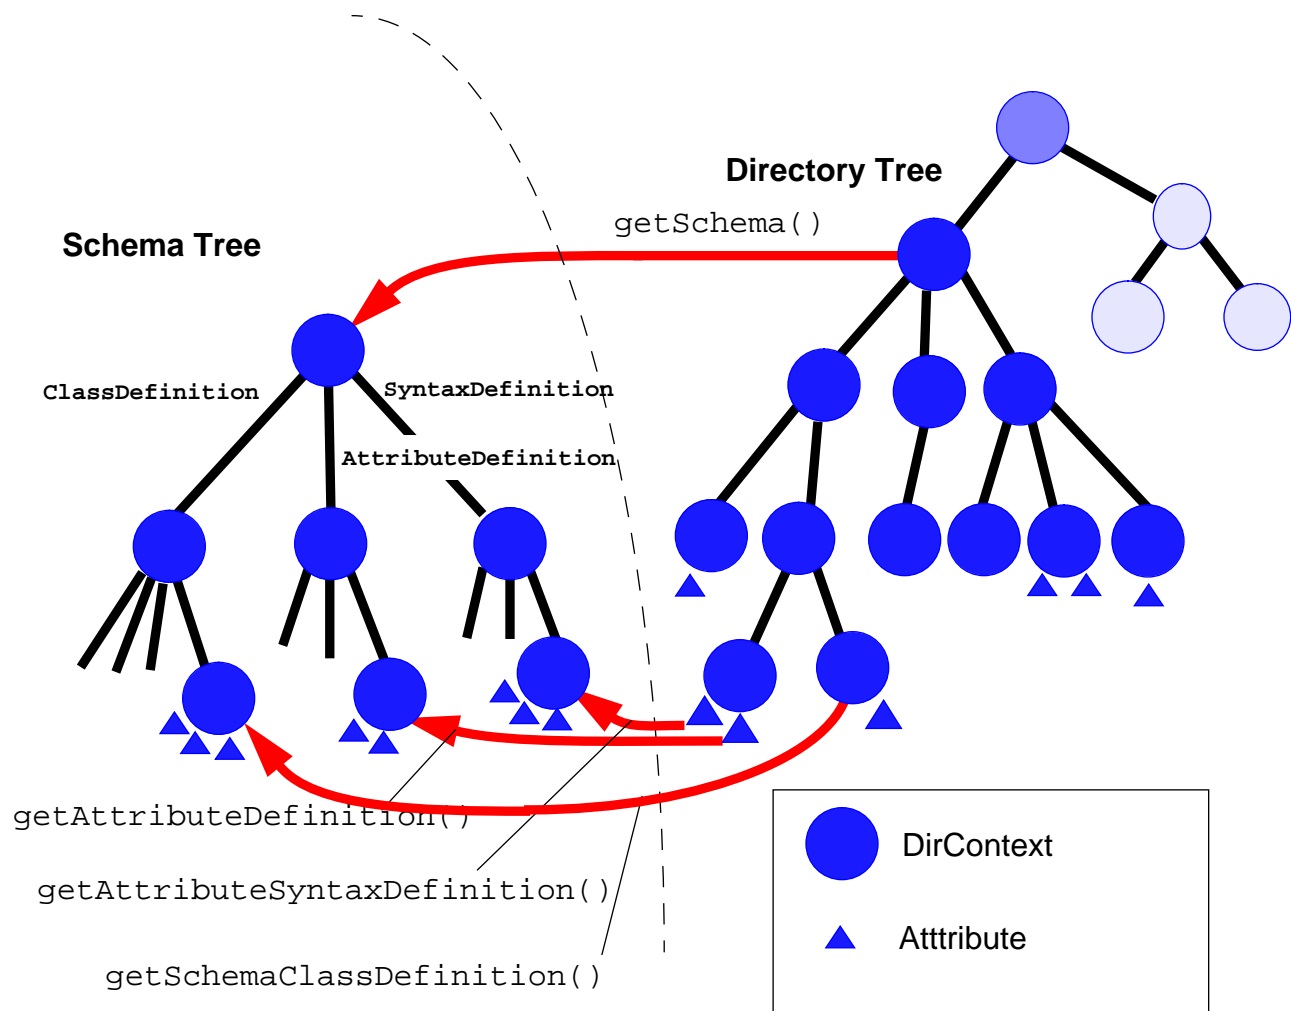 Directory Tree
getSchema()
Schema Tree
ClassDefinition
SyntaxDefinition
AttributeDefinition
getAttributeDefinition()
getAttributeSyntaxDefinition()
getSchemaClassDefinition()
DirContext
Atttribute